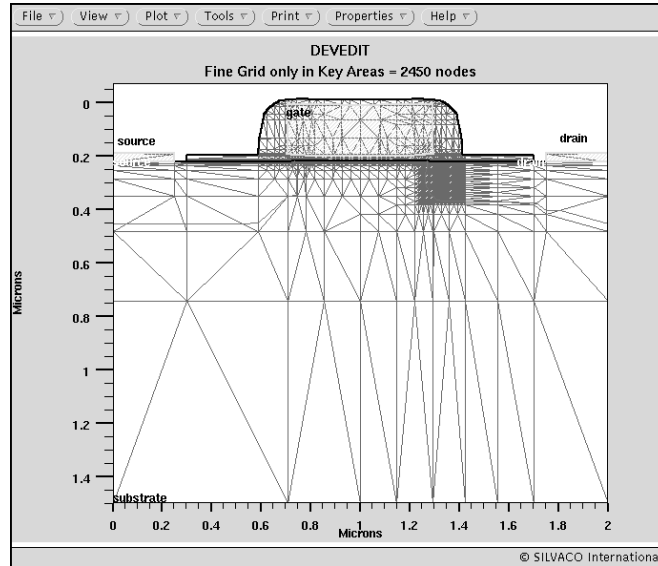 File View Plot Tools Print Properties Help
DEVEDIT
Fine Grid only in Key Areas = 2450 nodes
0
gate
source
drain
0.2
drain
0.4
0.6
0.8
1
1.2
1.4
substrate
0 0.2 0.4 0.6 0.8 1 1.2 1.4 1.6 1.8 2
Microns
Microns
© SILVACO Internationa